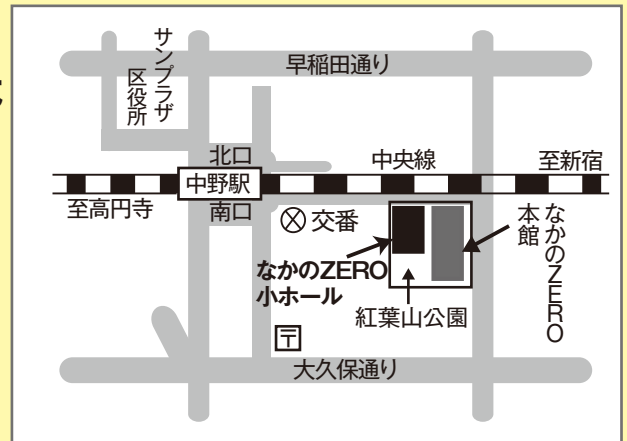 サンプラザ
区役所
早稲田通り
北口
中央線
至新宿
中野駅
至高円寺
南口
交番
なかのZERO
本館
なかのZERO
小ホール
紅葉山公園
〒
大久保通り